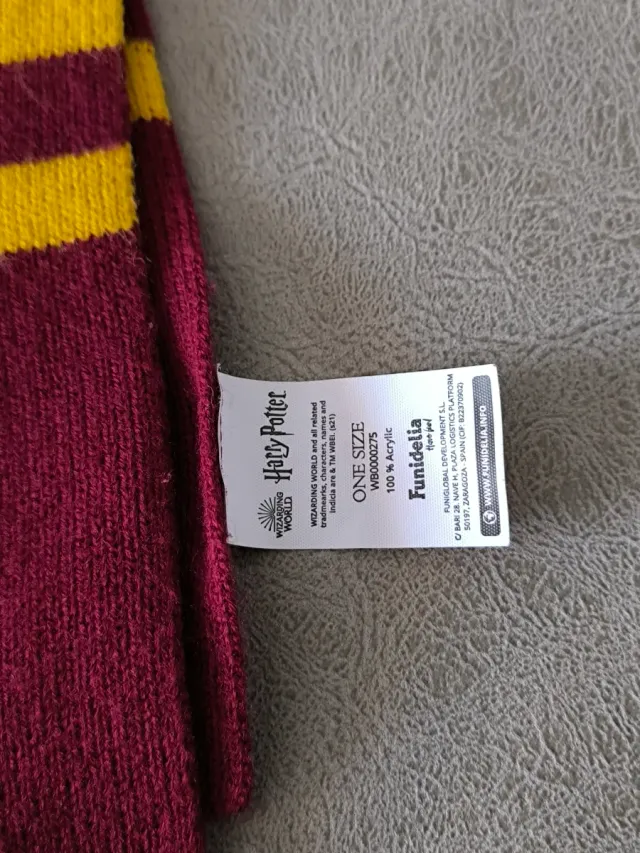 WIZARDING
WORLD
Harry Potter
WIZARDING WORLD and all related
tradmearks, characters, names and
indicia are & TM WBEI. (s21)
ONE SIZE
WB0000275
100 % Acrylic
Funidelia
FUNIGLOBAL DEVELOPMENT S.L.
C/ BARI 28, NAVE H, PLAZA LOGISTICS PLATFORM
50197, ZARAGOZA - SPAIN (CIF: B22370902)
WWW.FUNIDELIA.INFO